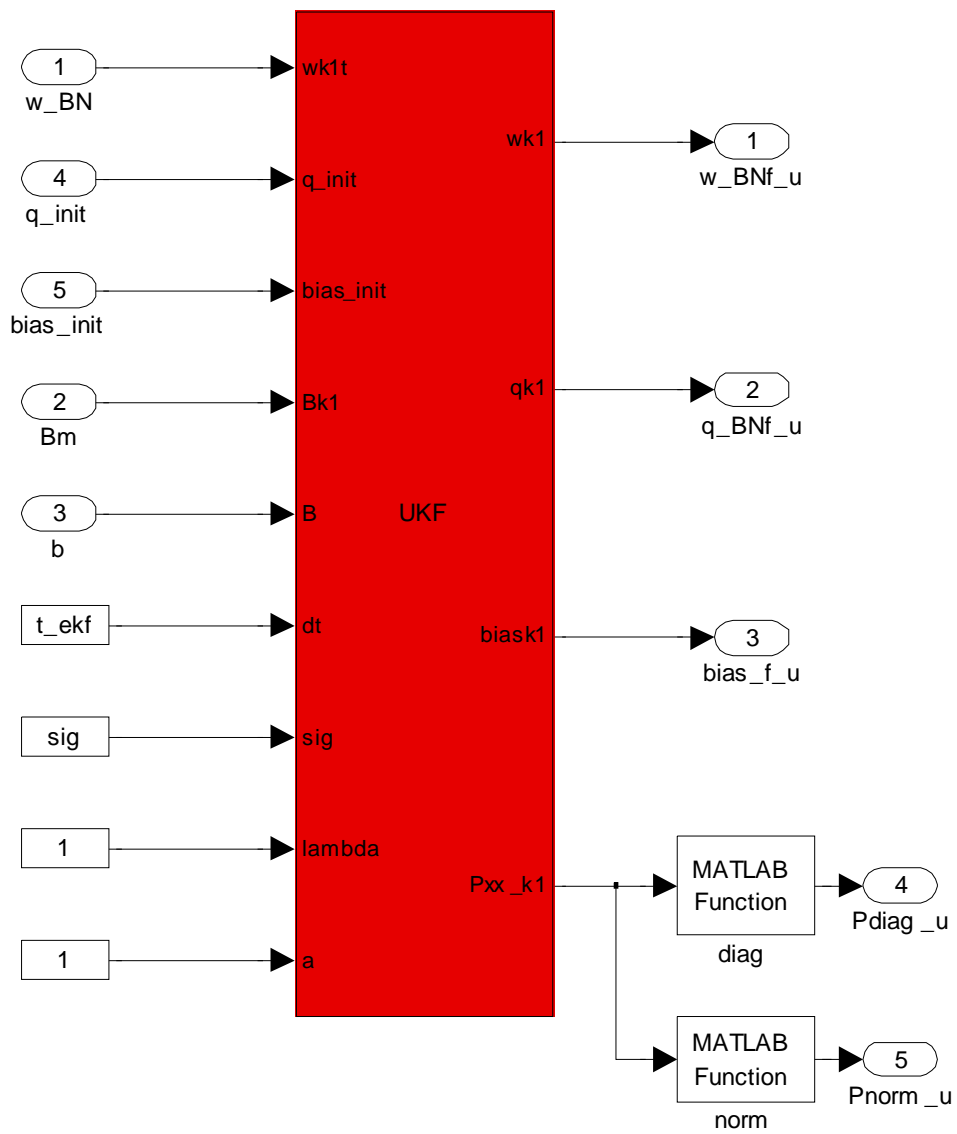 1
w_BN
wk1t
4
q_init
q_init
5
bias_init
bias_init
2
Bm
Bk1
3
b
B
UKF
t_ekf
dt
sig
sig
1
lambda
1
a
wk1
1
w_BNf_u
qk1
2
q_BNf_u
biask1
3
bias_f_u
Pxx_k1
MATLAB
Function
diag
4
Pdiag_u
MATLAB
Function
norm
5
Pnorm_u